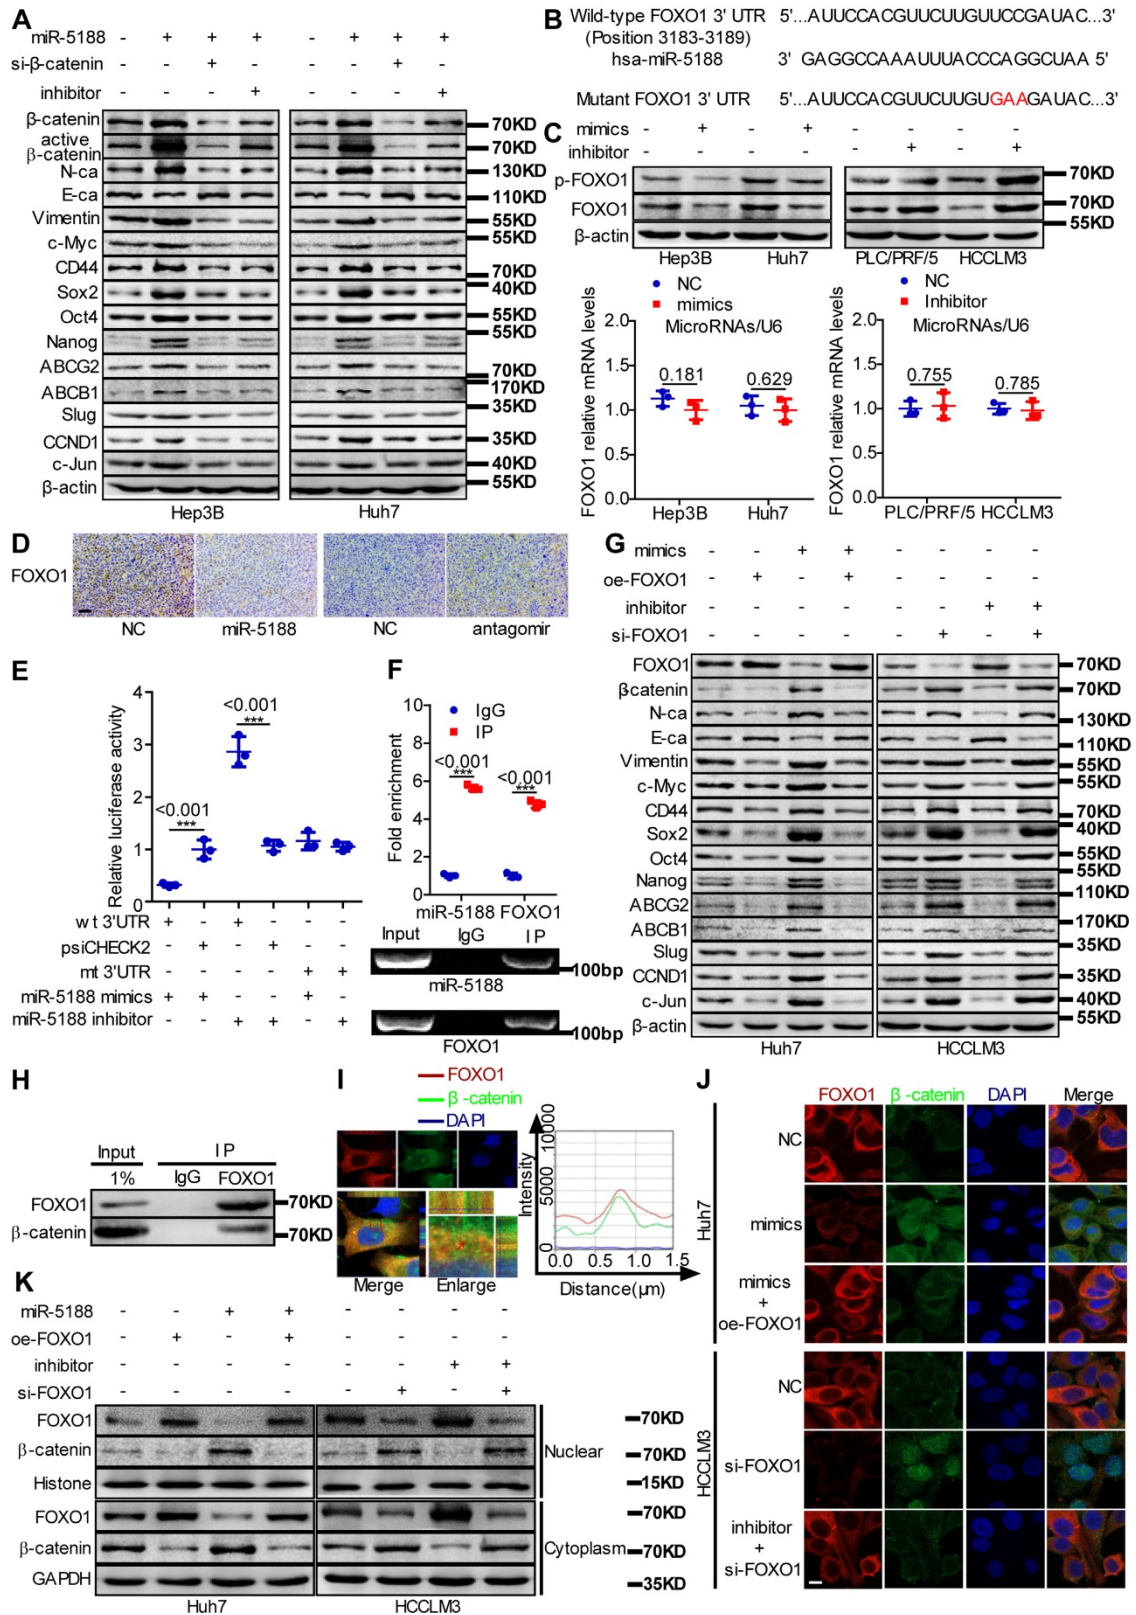 A
miR-5188 - + + + - + + +
si-β-catenin - - + - - - + -
inhibitor - - - + - - - +
β-catenin 70KD
active β-catenin 70KD
N-ca 130KD
E-ca 110KD
Vimentin 55KD
c-Myc 55KD
CD44 70KD
Sox2 40KD
Oct4 55KD
Nanog 55KD
ABCG2 70KD
ABCB1 170KD
Slug 35KD
CCND1 35KD
c-Jun 40KD
β-actin 55KD
Hep3B Huh7
B
Wild-type FOXO1 3' UTR 5'...AUUCCACGUUCUUGUUCCGAUAC...3'
(Position 3183-3189)
hsa-miR-5188 3' GAGGCCAAAUUUACCCAGGCUAA 5'
Mutant FOXO1 3' UTR 5'...AUUCCACGUUCUUGUGAAGAUAC...3'
C
mimics - + - + - - - -
inhibitor - - - - - + - +
p-FOXO1 70KD
FOXO1 70KD
55KD
β-actin
Hep3B Huh7 PLC/PRF/5 HCCLM3
NC
mimics
MicroRNAs/U6
FOXO1 relative mRNA levels
2.0
1.5
1.0
0.5
0.0
0.181 0.629
Hep3B Huh7
NC
Inhibitor
MicroRNAs/U6
FOXO1 relative mRNA levels
2.0
1.5
1.0
0.5
0.0
0.755 0.785
PLC/PRF/5 HCCLM3
D
FOXO1
NC miR-5188 NC antagomir
E
Relative luciferase activity
4
3
2
1
0
<0.001
***
<0.001
***
wt 3'UTR + - + - - -
psiCHECK2 - + - + - -
mt 3'UTR - - - - + +
miR-5188 mimics + + - - + -
miR-5188 inhibitor - - + + - +
F
IgG
IP
Fold enrichment
10
8
6
4
2
0
<0.001
***
<0.001
***
miR-5188 FOXO1
Input IgG IP
100bp
miR-5188
100bp
FOXO1
G
mimics - - + + - - - -
oe-FOXO1 - + - + - - - -
inhibitor - - - - - - + +
si-FOXO1 - - - - - + - +
FOXO1 70KD
βcatenin 70KD
N-ca 130KD
E-ca 110KD
Vimentin 55KD
c-Myc 55KD
CD44 70KD
Sox2 40KD
Oct4 55KD
Nanog 55KD
110KD
ABCG2
ABCB1 170KD
Slug 35KD
CCND1 35KD
c-Jun 40KD
β-actin 55KD
Huh7 HCCLM3
H
Input IP
1% IgG FOXO1
FOXO1 70KD
β-catenin 70KD
I
FOXO1
β-catenin
DAPI
Merge Enlarge
Intensity
10000
5000
0
0.0 0.5 1.0 1.5
Distance(μm)
J
FOXO1 β-catenin DAPI Merge
Huh7
NC
mimics
mimics
+
oe-FOXO1
HCCLM3
NC
si-FOXO1
inhibitor
+
si-FOXO1
K
miR-5188 - - + + - - - -
oe-FOXO1 - + - + - - - -
inhibitor - - - - - - + +
si-FOXO1 - - - - - + - +
FOXO1 70KD
β-catenin Nuclear 70KD
Histone 15KD
FOXO1 70KD
β-catenin Cytoplasm 70KD
GAPDH 35KD
Huh7 HCCLM3